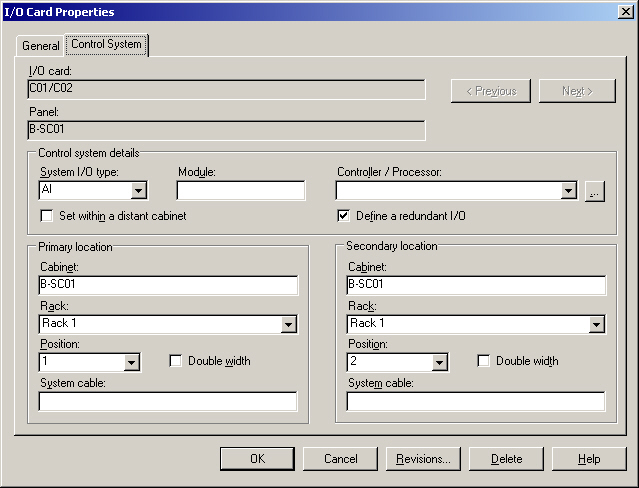 I/O Card Properties
General Control System
I/O card:
C01/C02
< Previous Next >
Panel:
B-SC01
Control system details
System I/O type: Module: Controller / Processor:
AI ...
Set within a distant cabinet Define a redundant I/O
Primary location Secondary location
Cabinet: Cabinet:
B-SC01 B-SC01
Rack: Rack:
Rack 1 Rack 1
Position: Position:
1 Double width 2 Double width
System cable: System cable:
OK Cancel Revisions... Delete Help